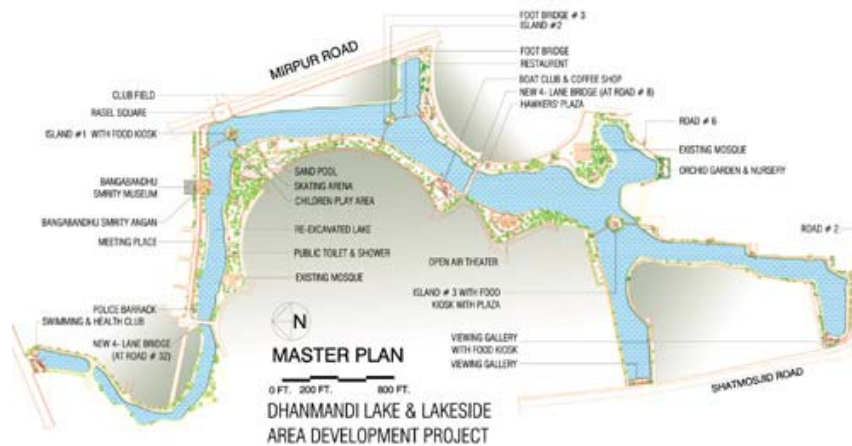 FOOT BRIDGE # 3
ISLAND #2
MIRPUR ROAD
FOOT BRIDGE
RESTAURENT
BOAT CLUB & COFFEE SHOP
NEW 4- LANE BRIDGE (AT ROAD # 8)
HAWKERS' PLAZA
CLUB FIELD
RASEL SQUARE
ISLAND #1 WITH FOOD KIOSK
ROAD # 6
EXISTING MOSQUE
ORCHID GARDEN & NURSERY
BANGABANDHU
SMRITY MUSEUM
BANGABANDHU SMRITY ANGAN
MEETING PLACE
SAND POOL
SKATING ARENA
CHILDREN PLAY AREA
RE-EXCAVATED LAKE
PUBLIC TOILET & SHOWER
EXISTING MOSQUE
OPEN AIR THEATER
ROAD # 2
ISLAND # 3 WITH FOOD
KIOSK WITH PLAZA
POLICE BARRACK
SWIMMING & HEALTH CLUB
NEW 4- LANE BRIDGE
(AT ROAD # 32)
VIEWING GALLERY
WITH FOOD KIOSK
VIEWING GALLERY
SHATMOSJID ROAD
N
MASTER PLAN
0 FT. 200 FT. 800 FT.
DHANMANDI LAKE & LAKESIDE
AREA DEVELOPMENT PROJECT